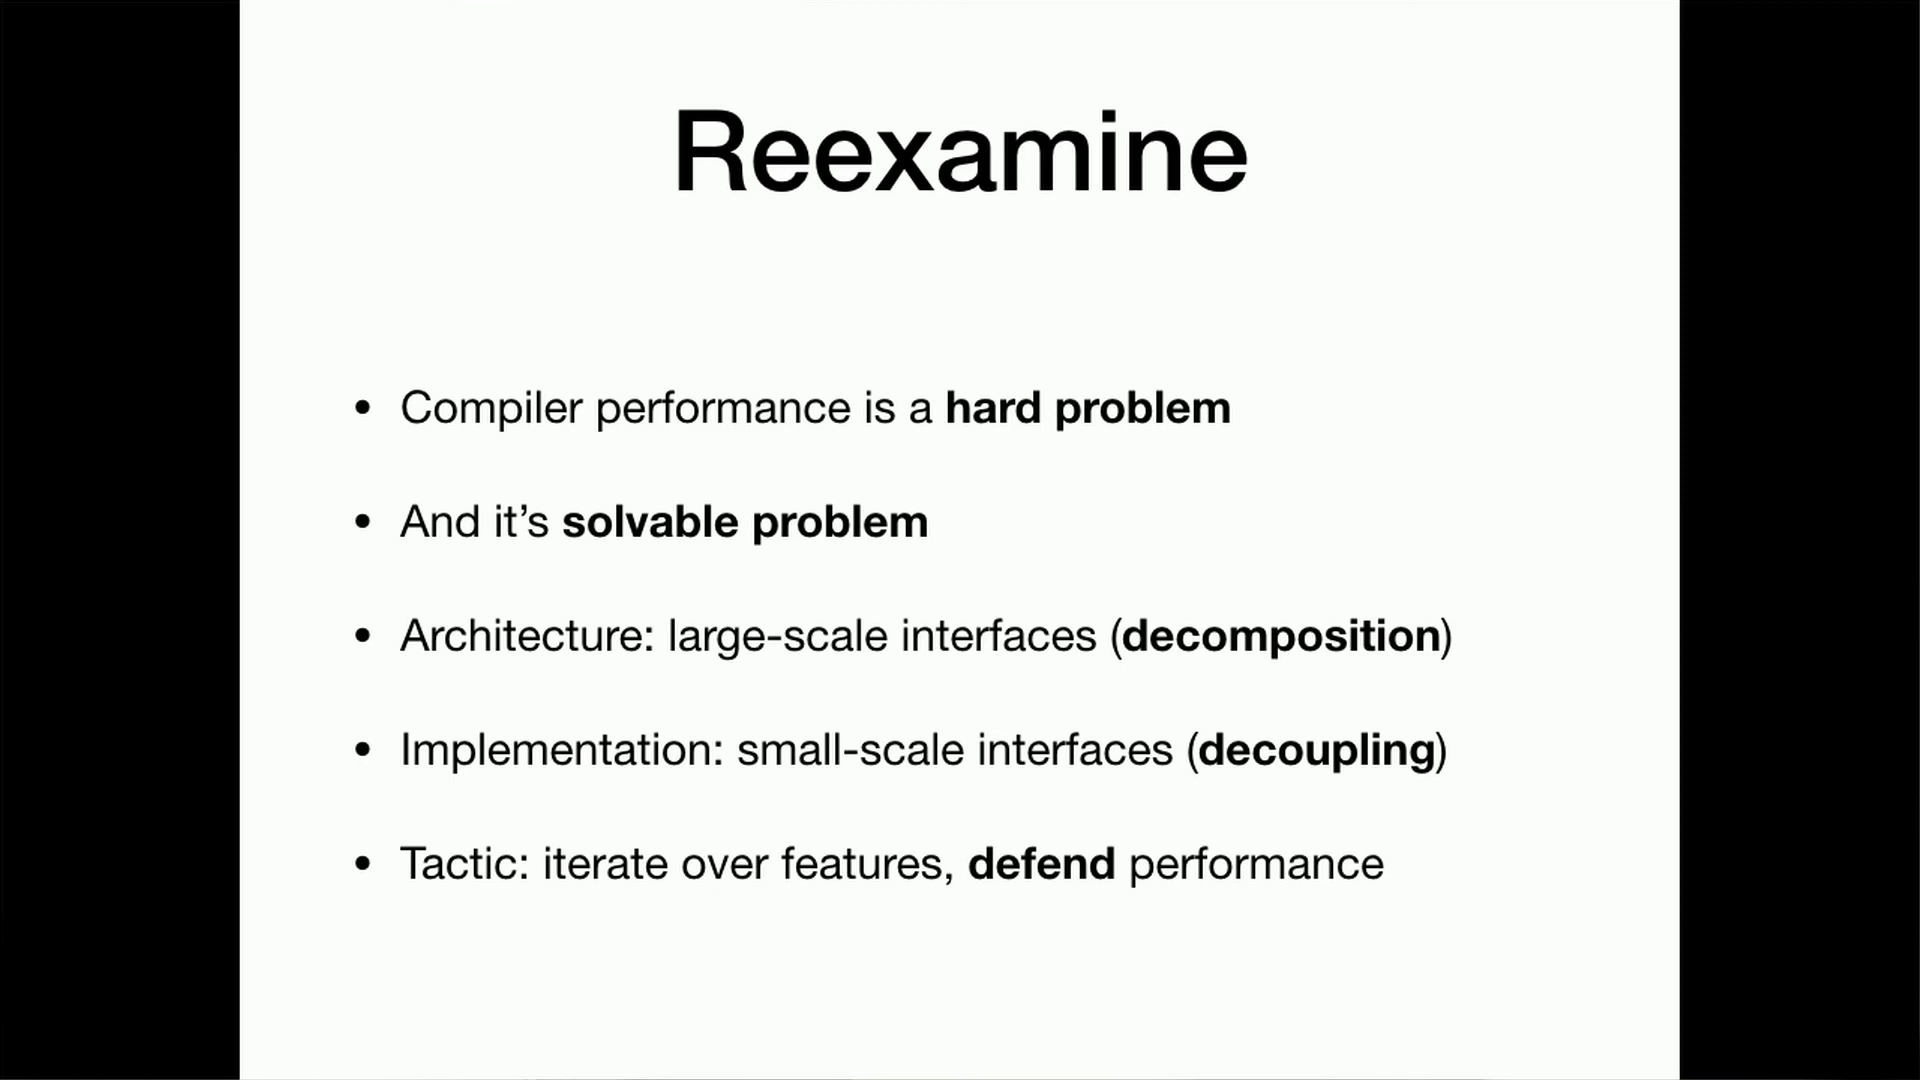 Reexamine
• Compiler performance is a hard problem
• And it’s solvable problem
• Architecture: large-scale interfaces (decomposition)
• Implementation: small-scale interfaces (decoupling)
• Tactic: iterate over features, defend performance